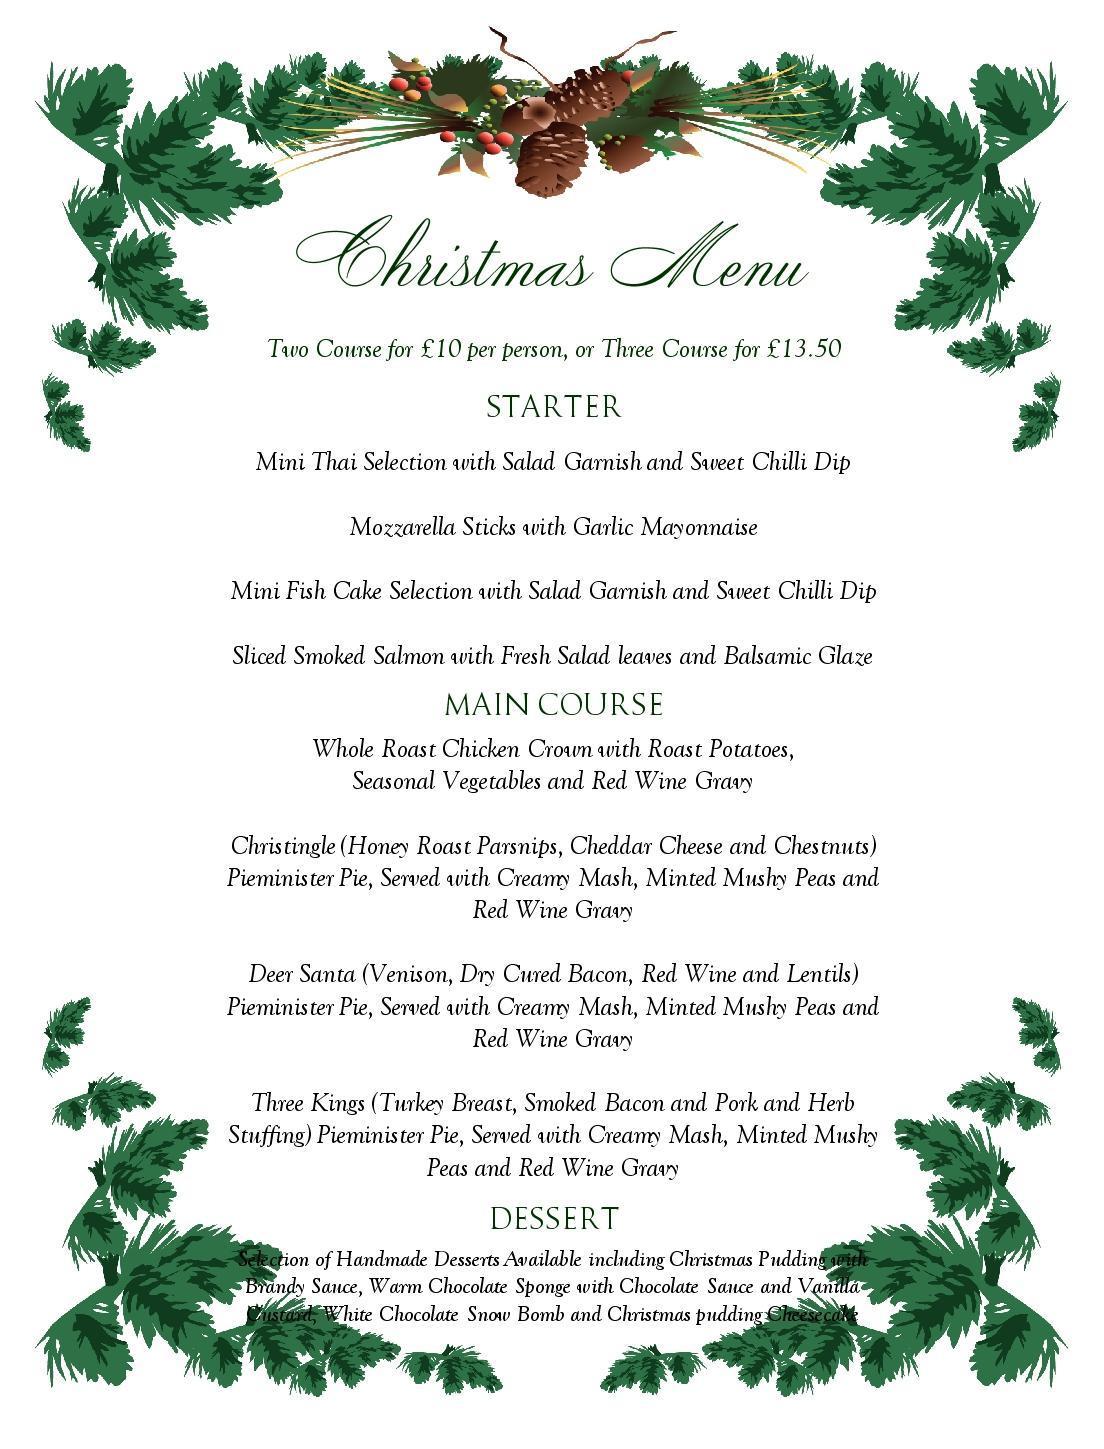 Christmas Menu
Two Course for £10 per person, or Three Course for £13.50
STARTER
Mini Thai Selection with Salad Garnish and Sweet Chilli Dip
Mozzarella Sticks with Garlic Mayonnaise
Mini Fish Cake Selection with Salad Garnish and Sweet Chilli Dip
Sliced Smoked Salmon with Fresh Salad leaves and Balsamic Glaze
MAIN COURSE
Whole Roast Chicken Crown with Roast Potatoes,
Seasonal Vegetables and Red Wine Gravy
Christingle (Honey Roast Parsnips, Cheddar Cheese and Chestnuts)
Pieminister Pie, Served with Creamy Mash, Minted Mushy Peas and
Red Wine Gravy
Deer Santa (Venison, Dry Cured Bacon, Red Wine and Lentils)
Pieminister Pie, Served with Creamy Mash, Minted Mushy Peas and
Red Wine Gravy
Three Kings (Turkey Breast, Smoked Bacon and Pork and Herb
Stuffing) Pieminister Pie, Served with Creamy Mash, Minted Mushy
Peas and Red Wine Gravy
DESSERT
Selection of Handmade Desserts Available including Christmas Pudding with
Brandy Sauce, Warm Chocolate Sponge with Chocolate Sauce and Vanilla
Custard, White Chocolate Snow Bomb and Christmas pudding Cheesecake